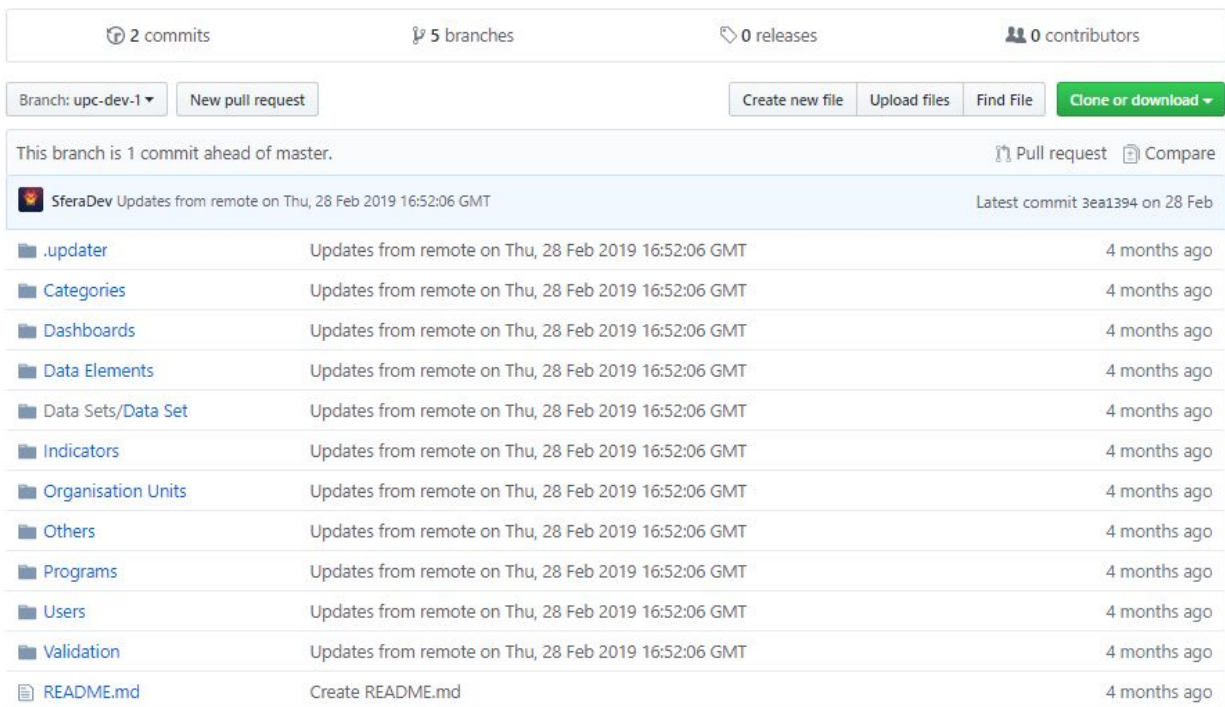 2 commits 5 branches 0 releases 0 contributors
Branch: upc-dev-1 New pull request Create new file Upload files Find File Clone or download
This branch is 1 commit ahead of master. Pull request Compare
SferaDev Updates from remote on Thu, 28 Feb 2019 16:52:06 GMT Latest commit 3ea1394 on 28 Feb
.updater Updates from remote on Thu, 28 Feb 2019 16:52:06 GMT 4 months ago
Categories Updates from remote on Thu, 28 Feb 2019 16:52:06 GMT 4 months ago
Dashboards Updates from remote on Thu, 28 Feb 2019 16:52:06 GMT 4 months ago
Data Elements Updates from remote on Thu, 28 Feb 2019 16:52:06 GMT 4 months ago
Data Sets/Data Set Updates from remote on Thu, 28 Feb 2019 16:52:06 GMT 4 months ago
Indicators Updates from remote on Thu, 28 Feb 2019 16:52:06 GMT 4 months ago
Organisation Units Updates from remote on Thu, 28 Feb 2019 16:52:06 GMT 4 months ago
Others Updates from remote on Thu, 28 Feb 2019 16:52:06 GMT 4 months ago
Programs Updates from remote on Thu, 28 Feb 2019 16:52:06 GMT 4 months ago
Users Updates from remote on Thu, 28 Feb 2019 16:52:06 GMT 4 months ago
Validation Updates from remote on Thu, 28 Feb 2019 16:52:06 GMT 4 months ago
README.md Create README.md 4 months ago